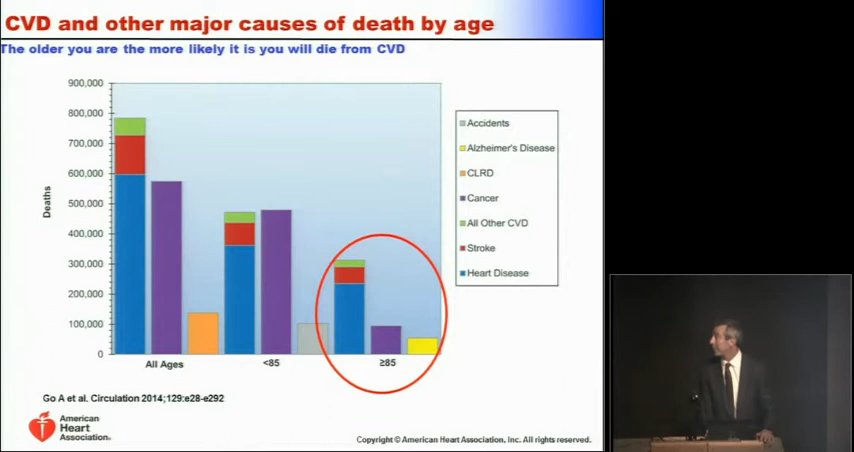 CVD and other major causes of death by age
The older you are the more likely it is you will die from CVD
900,000
800,000
700,000
600,000
500,000
400,000
300,000
200,000
100,000
0
Deaths
All Ages
<85
≥85
Accidents
Alzheimer's Disease
CLRD
Cancer
All Other CVD
Stroke
Heart Disease
Go A et al. Circulation 2014;129:e28-e292
American
Heart
Association®
Copyright © American Heart Association, Inc. All rights reserved.